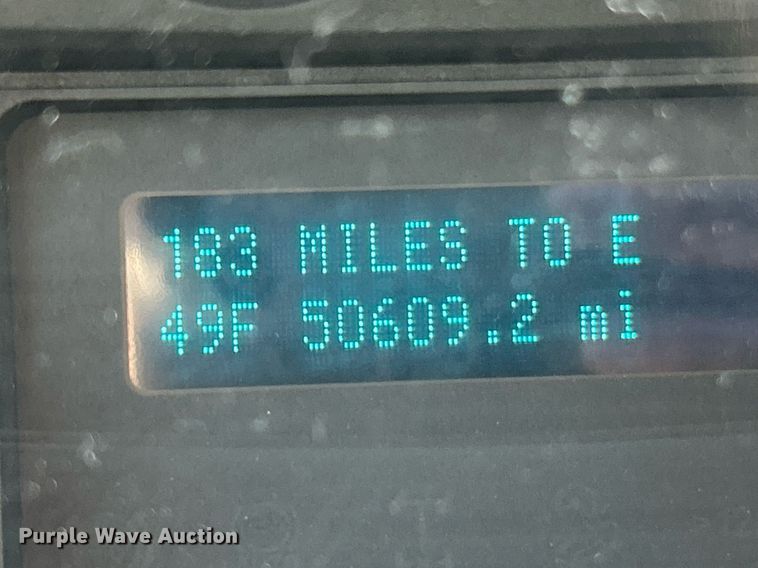 183 MILES TO E
49F 50609.2 mi
Purple Wave Auction